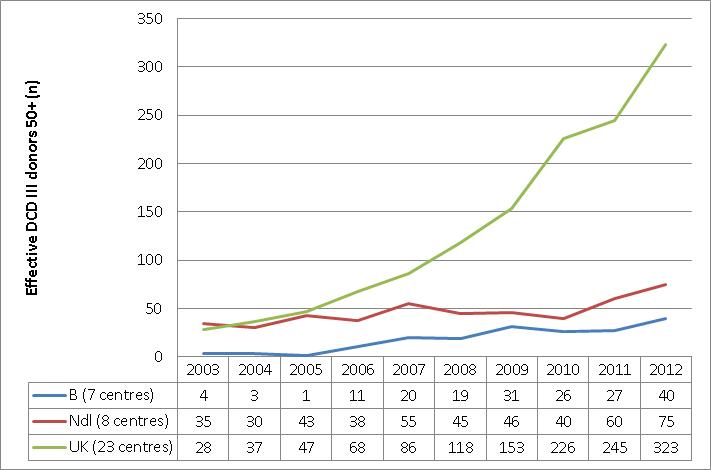 Effective DCD III donors 50+ (n)
350
300
250
200
150
100
50
0
2003 2004 2005 2006 2007 2008 2009 2010 2011 2012
B (7 centres) 4 3 1 11 20 19 31 26 27 40
Ndl (8 centres) 35 30 43 38 55 45 46 40 60 75
UK (23 centres) 28 37 47 68 86 118 153 226 245 323